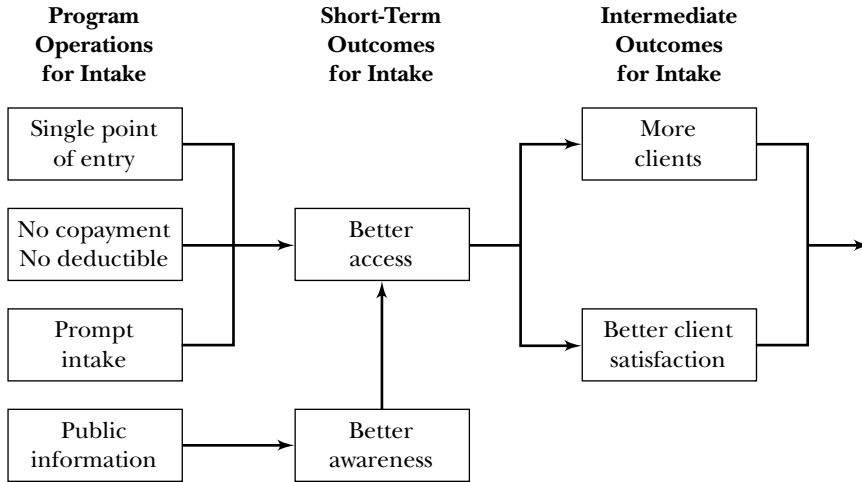 Program
Operations
for Intake
Short-Term
Outcomes
for Intake
Intermediate
Outcomes
for Intake
Single point
of entry
No copayment
No deductible
Prompt
intake
Public
information
Better
access
Better
awareness
More
clients
Better client
satisfaction